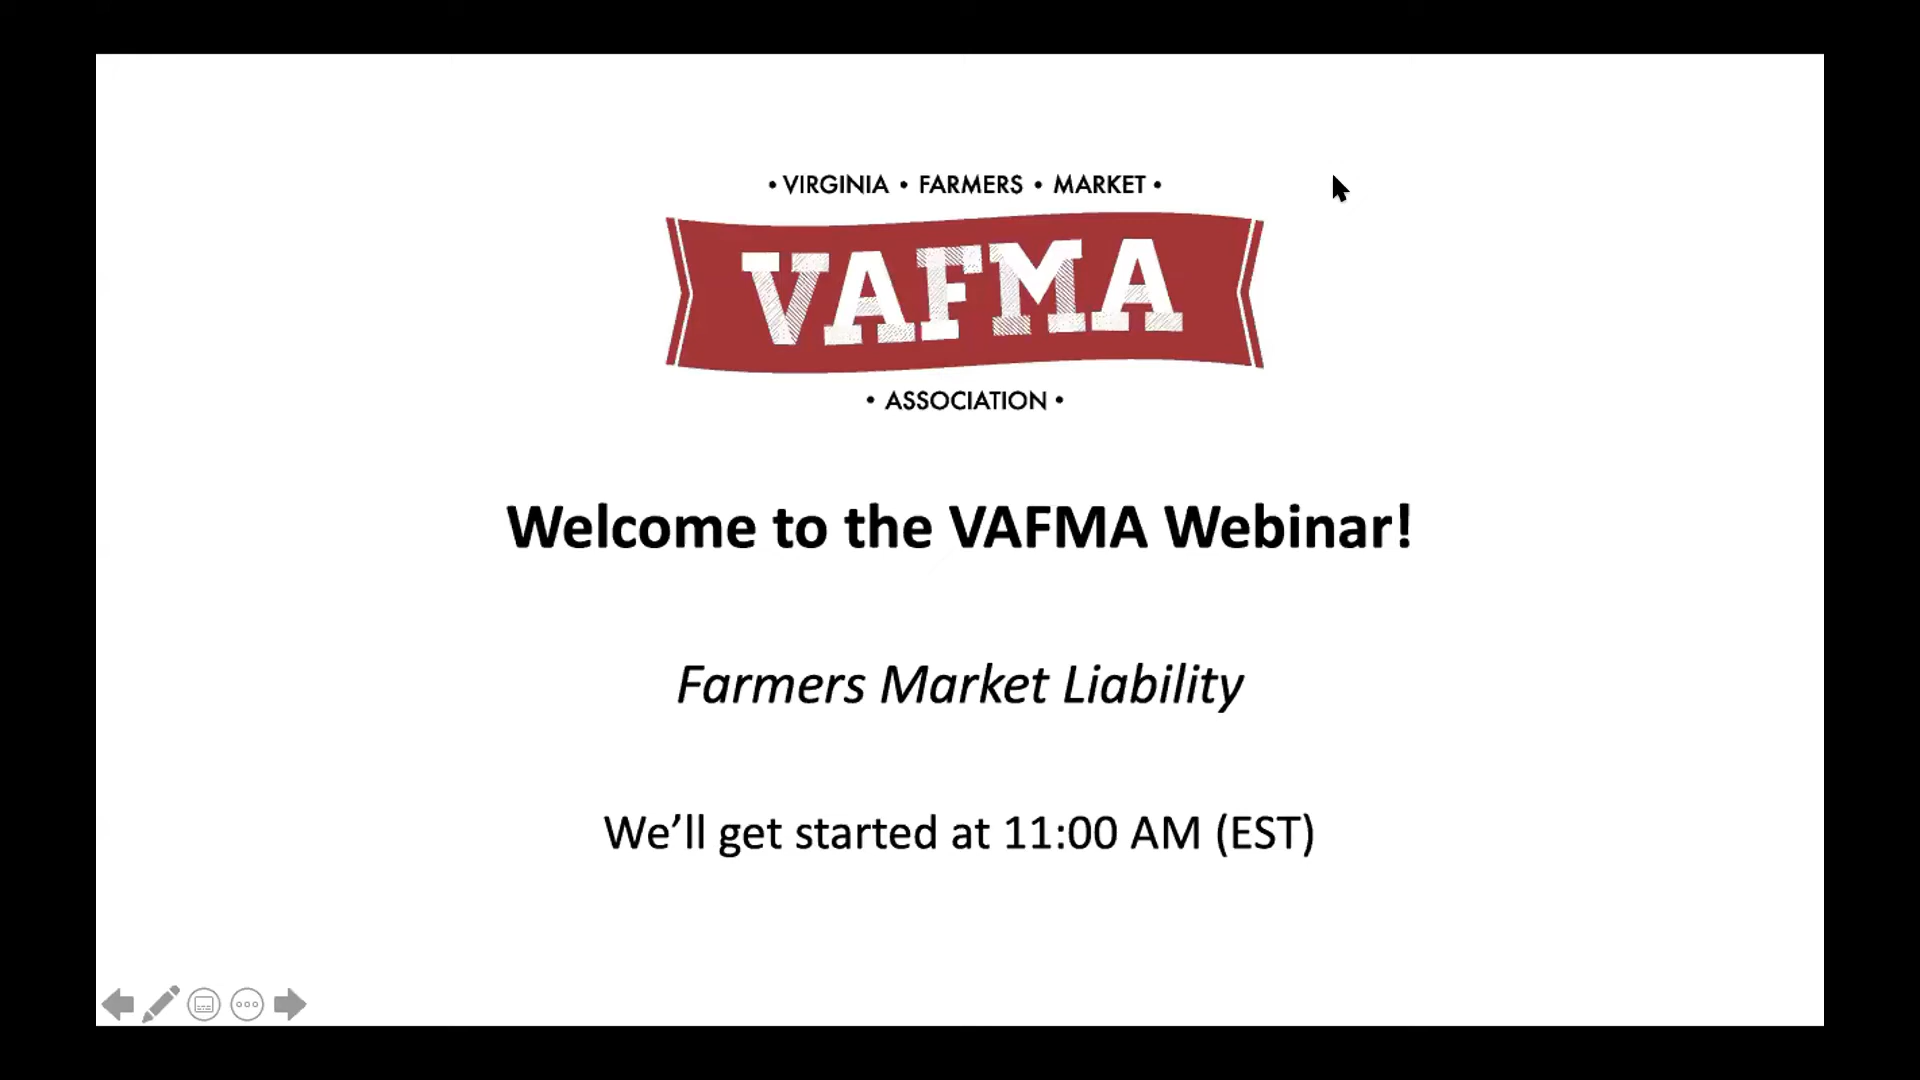 • VIRGINIA • FARMERS • MARKET •
VAFMA
• ASSOCIATION •
Welcome to the VAFMA Webinar!
Farmers Market Liability
We’ll get started at 11:00 AM (EST)